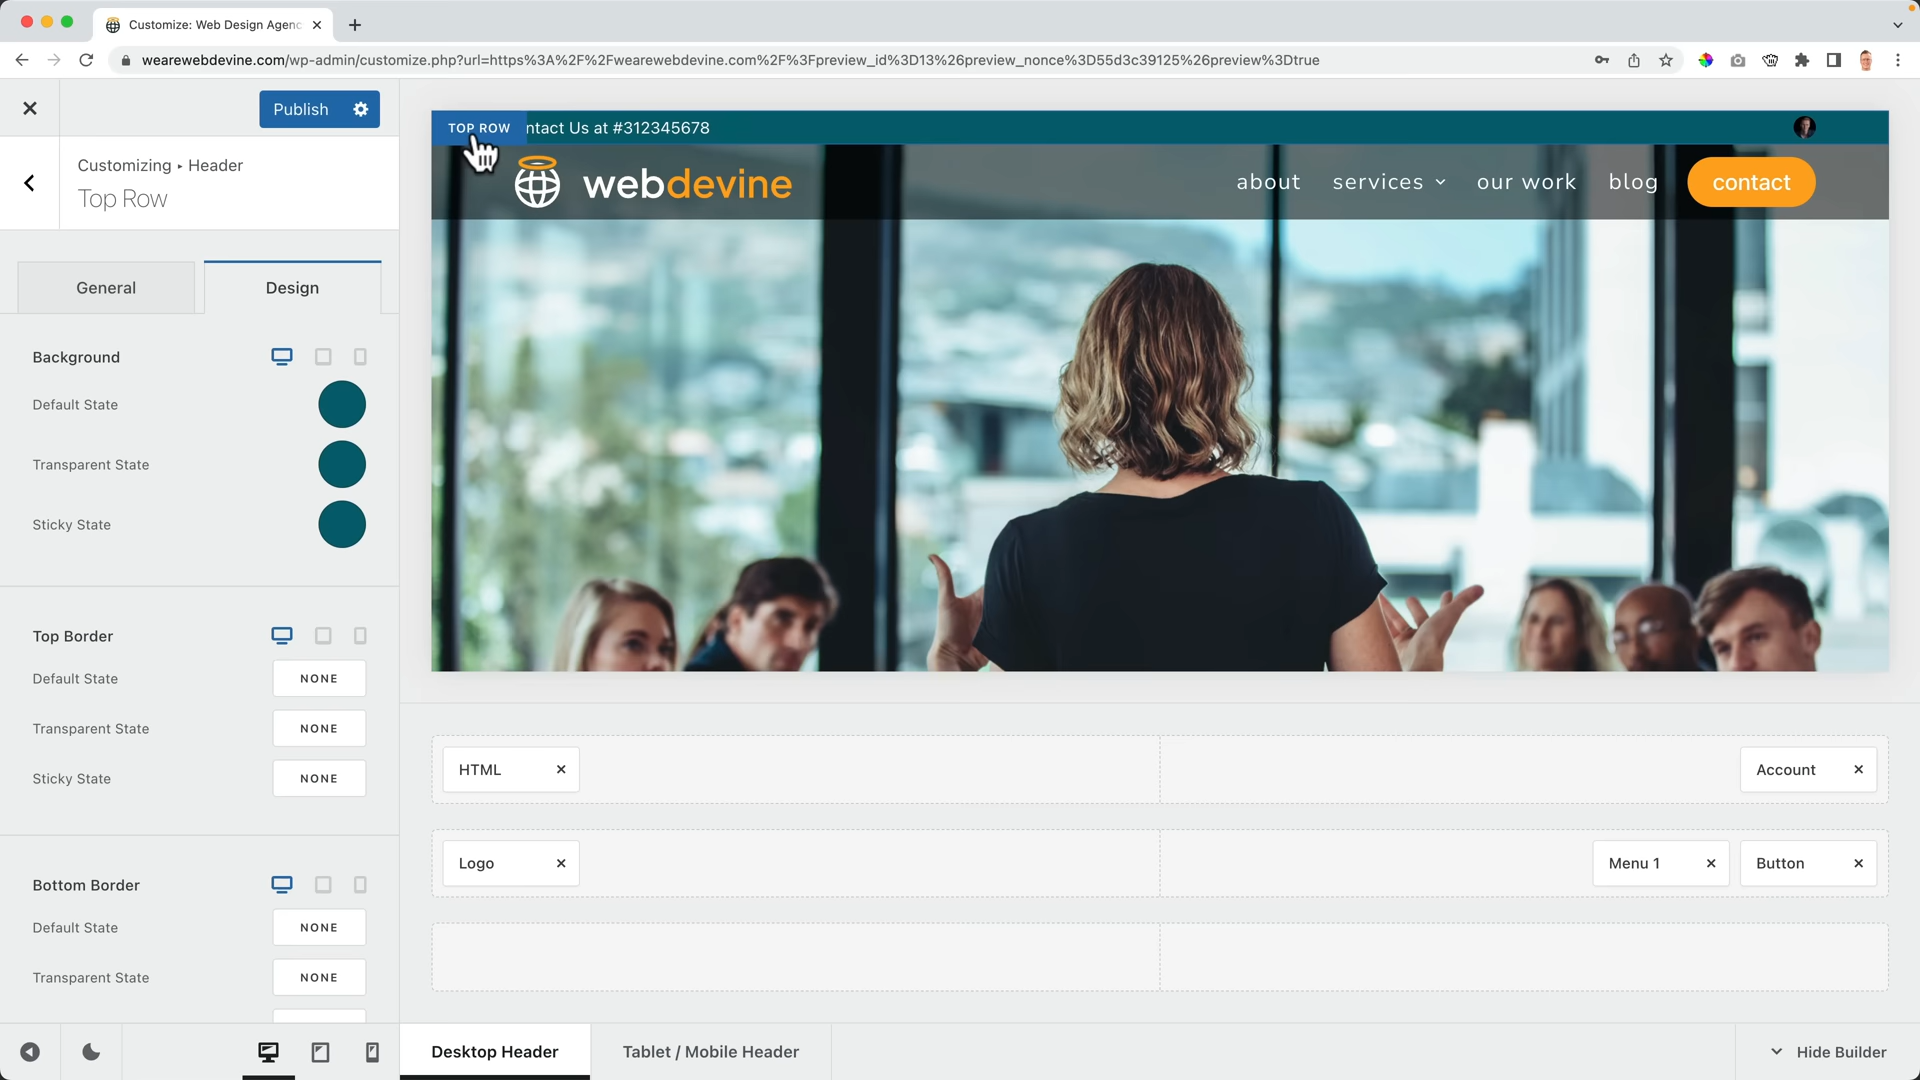 Customize: Web Design Agenc
wearewebdevine.com/wp-admin/customize.php?url=https%3A%2F%2Fwearewebdevine.com%2F%3Fpreview_id%3D13%26preview_nonce%3D55d3c39125%26preview%3Dtrue
Publish
Customizing ▸ Header
Top Row
General
Design
Background
Default State
Transparent State
Sticky State
Top Border
Default State NONE
Transparent State NONE
Sticky State NONE
Bottom Border
Default State NONE
Transparent State NONE
TOP ROW ntact Us at #312345678
webdevine
about services our work blog contact
HTML
Account
Logo
Menu 1
Button
Desktop Header
Tablet / Mobile Header
Hide Builder